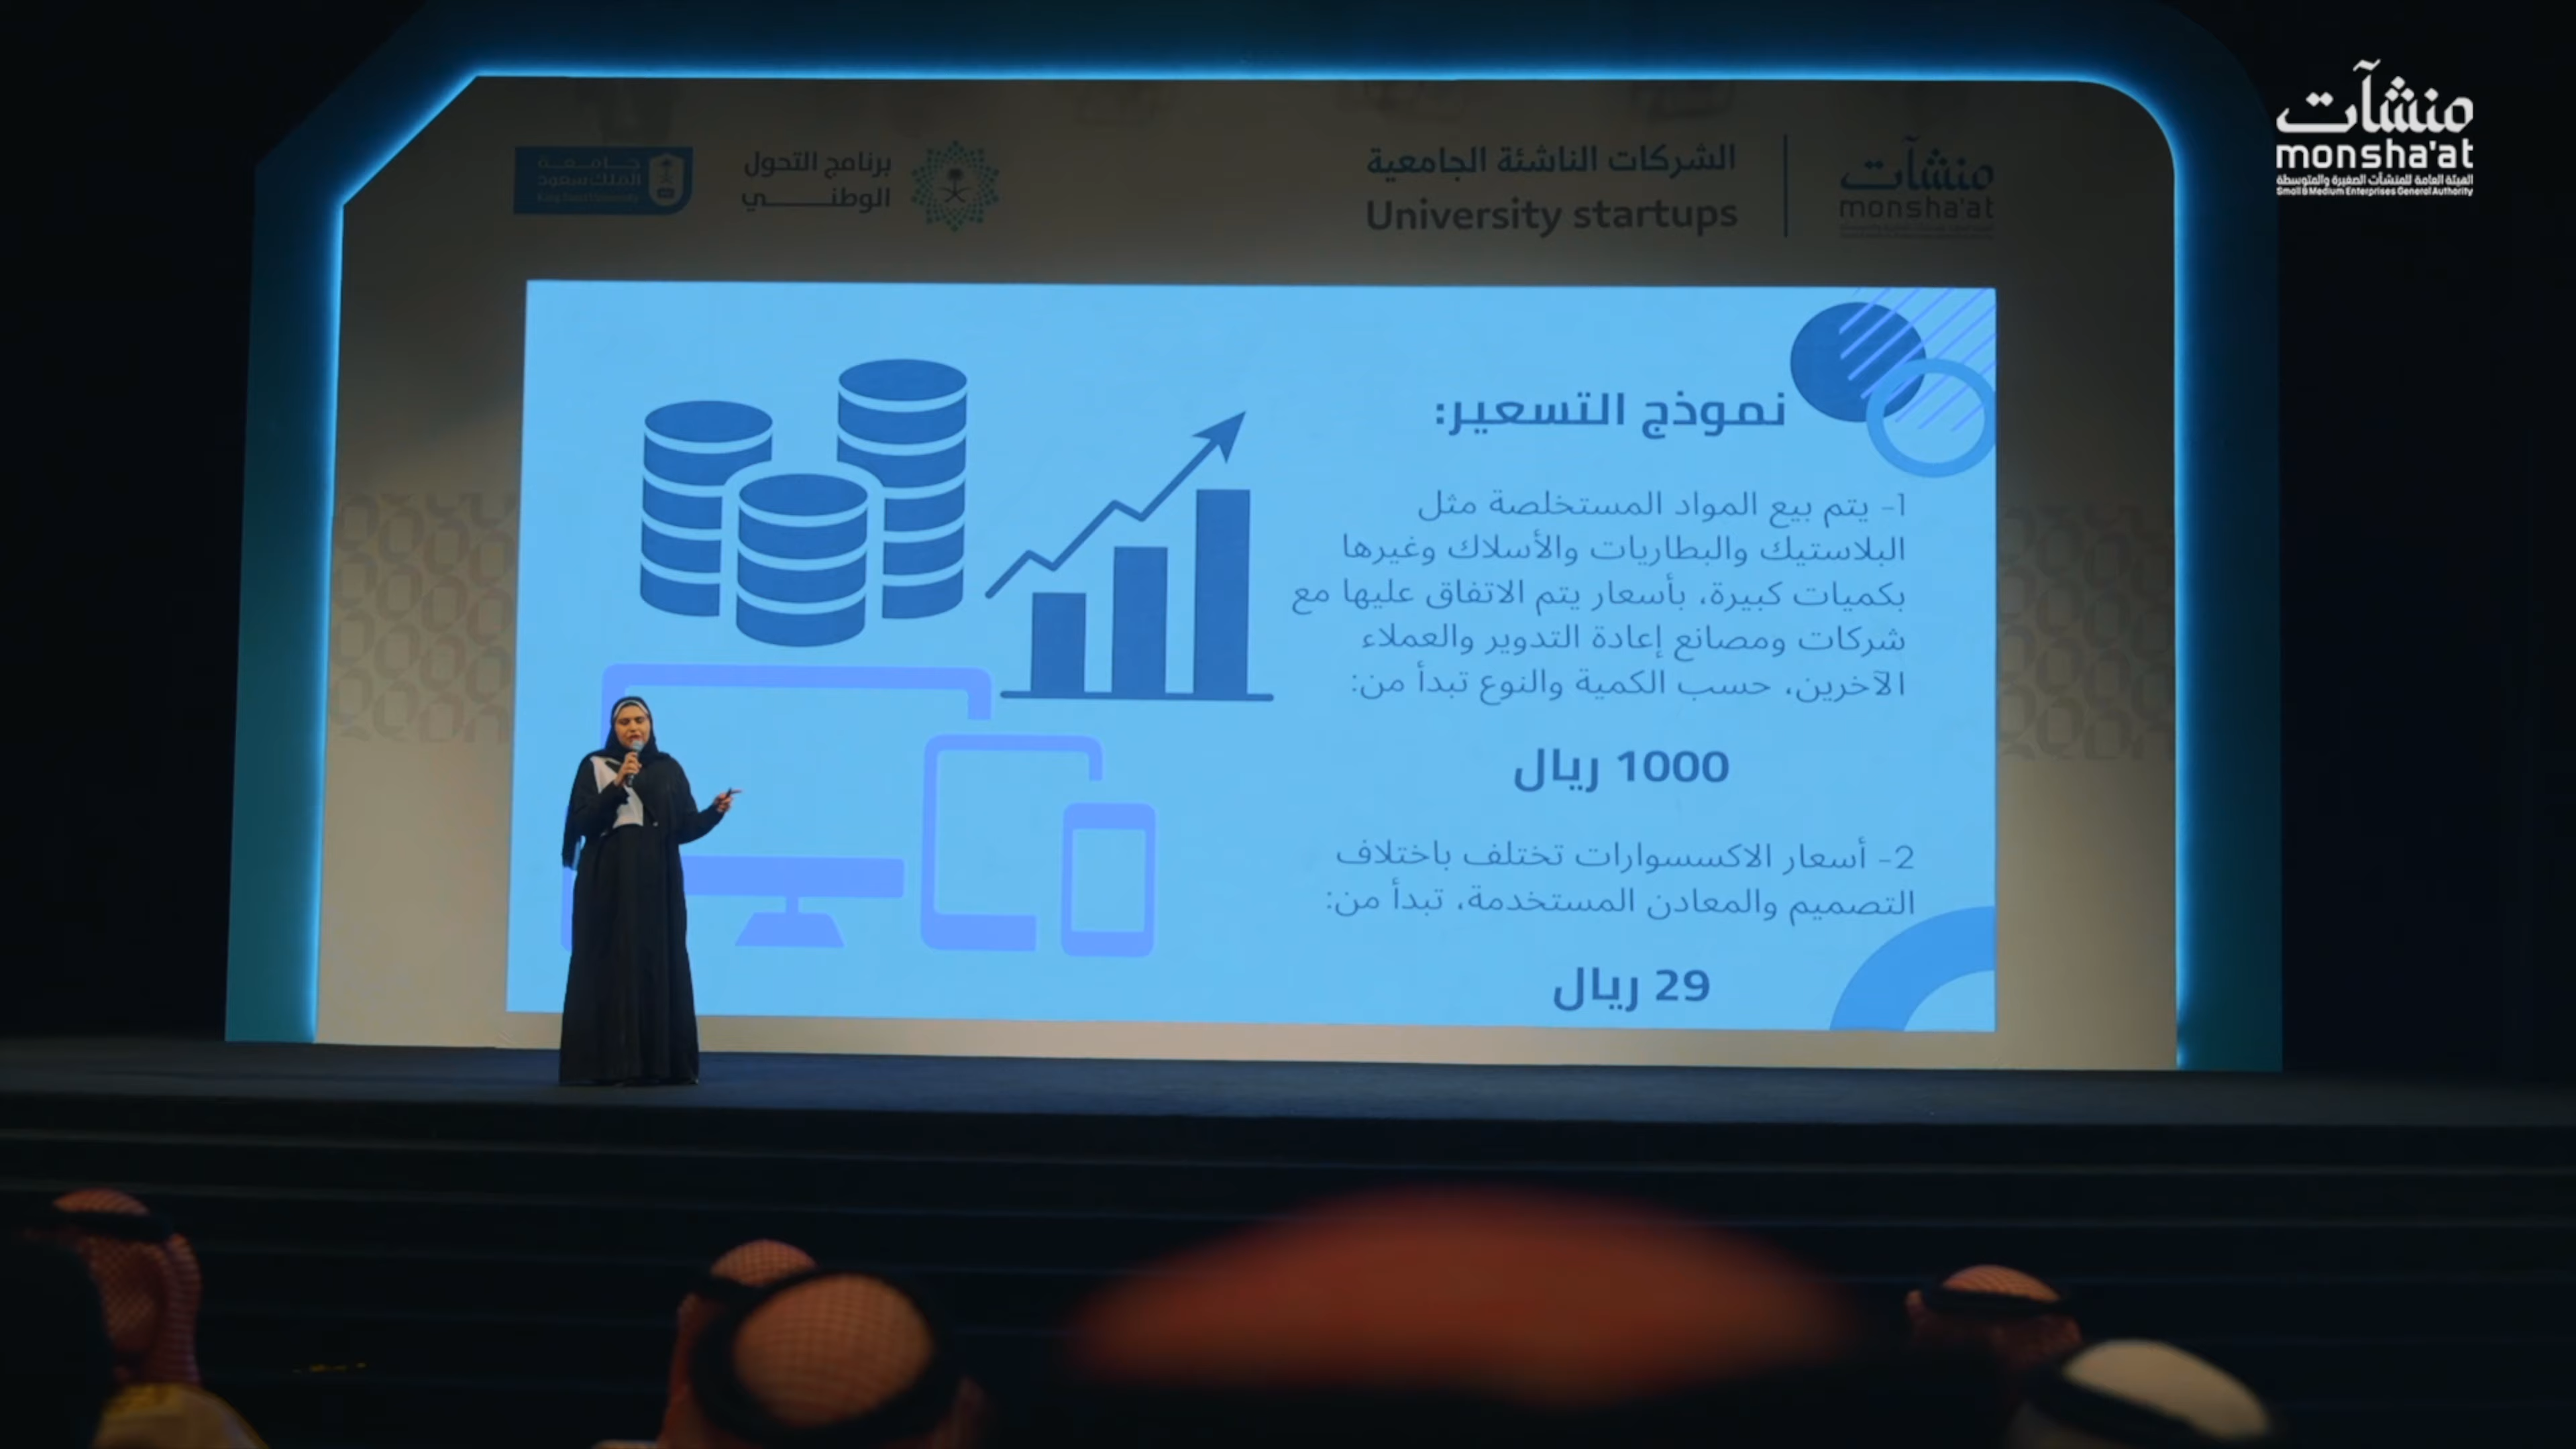 منشآت
monsha'at
الهيئة العامة للمنشآت الصغيرة والمتوسطة
Small & Medium Enterprises General Authority
منشآت
monsha'at
الشركات الناشئة الجامعية
University startups
برنامج التحول
الوطني
جامعة
الملك سعود
King Saud University
نموذج التسعير:
1- يتم بيع المواد المستخلصة مثل
البلاستيك والبطاريات والأسلاك وغيرها
بكميات كبيرة، بأسعار يتم الاتفاق عليها مع
شركات ومصانع إعادة التدوير والعملاء
الآخرين، حسب الكمية والنوع تبدأ من:
1000 ريال
2- أسعار الاكسسوارات تختلف باختلاف
التصميم والمعادن المستخدمة، تبدأ من:
29 ريال